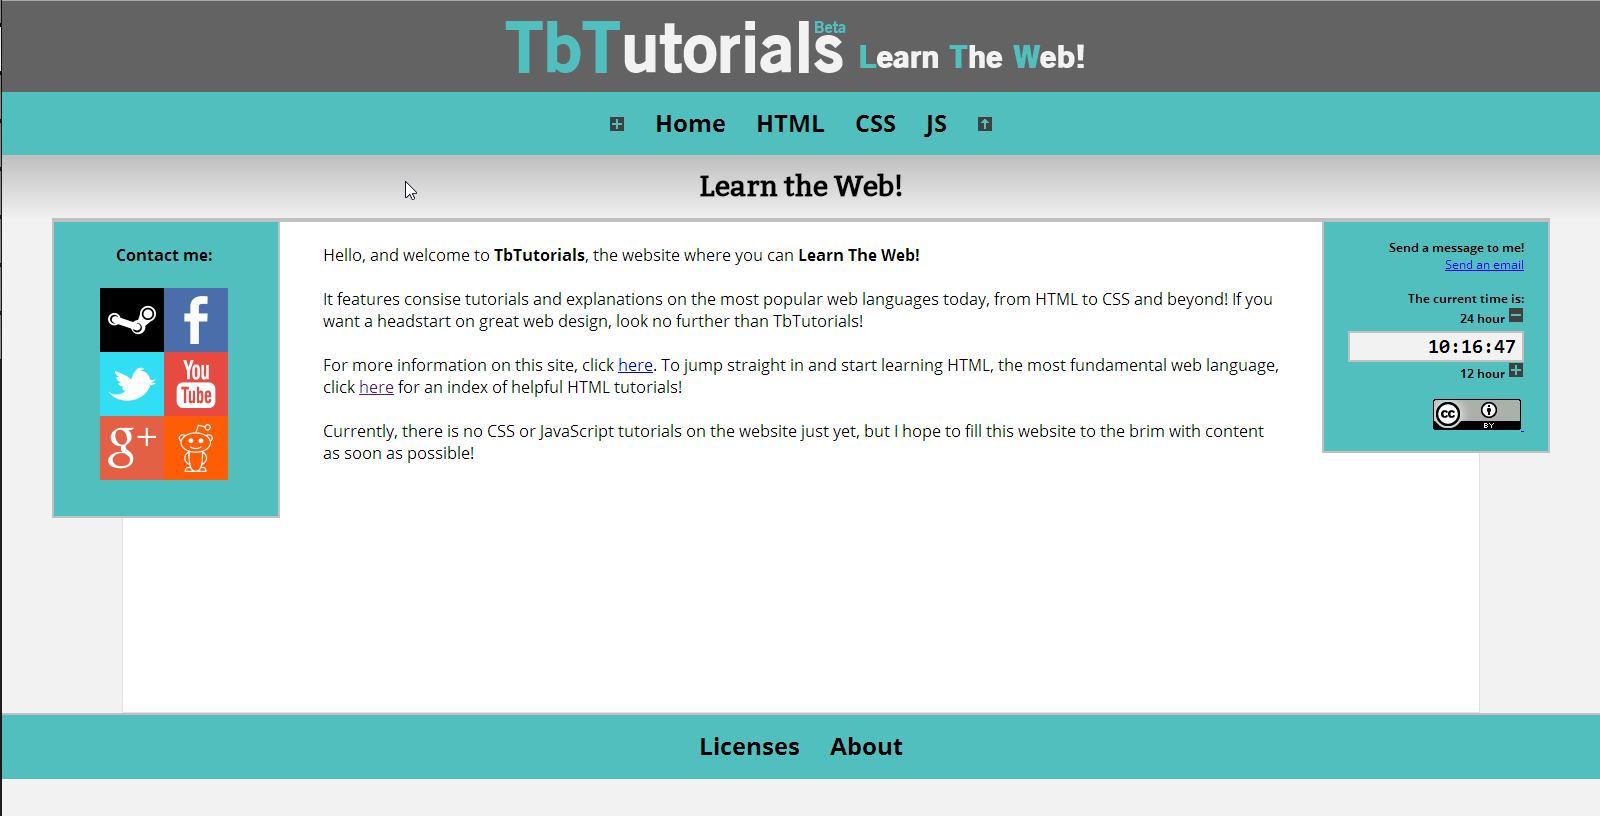 TbTutorials Beta Learn The Web!
Home HTML CSS JS
Learn the Web!
Contact me:
f
You
Tube
g+
Hello, and welcome to TbTutorials, the website where you can Learn The Web!
It features consise tutorials and explanations on the most popular web languages today, from HTML to CSS and beyond! If you
want a headstart on great web design, look no further than TbTutorials!
For more information on this site, click here. To jump straight in and start learning HTML, the most fundamental web language,
click here for an index of helpful HTML tutorials!
Currently, there is no CSS or JavaScript tutorials on the website just yet, but I hope to fill this website to the brim with content
as soon as possible!
Send a message to me!
Send an email
The current time is:
24 hour
10:16:47
12 hour
cc
BY
Licenses About